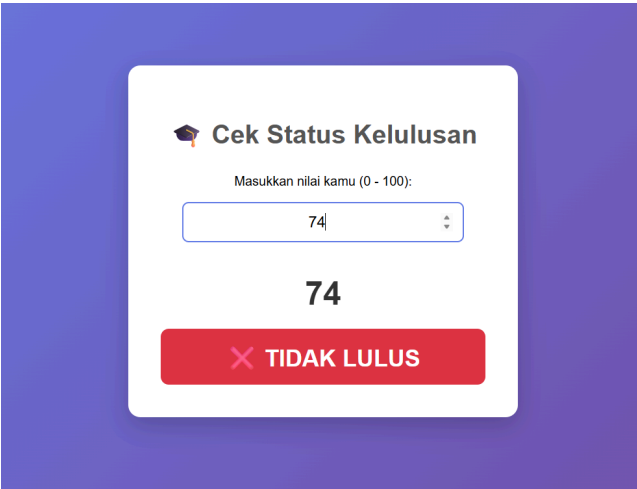 🎓 Cek Status Kelulusan
Masukkan nilai kamu (0 - 100):
74
74
❌ TIDAK LULUS